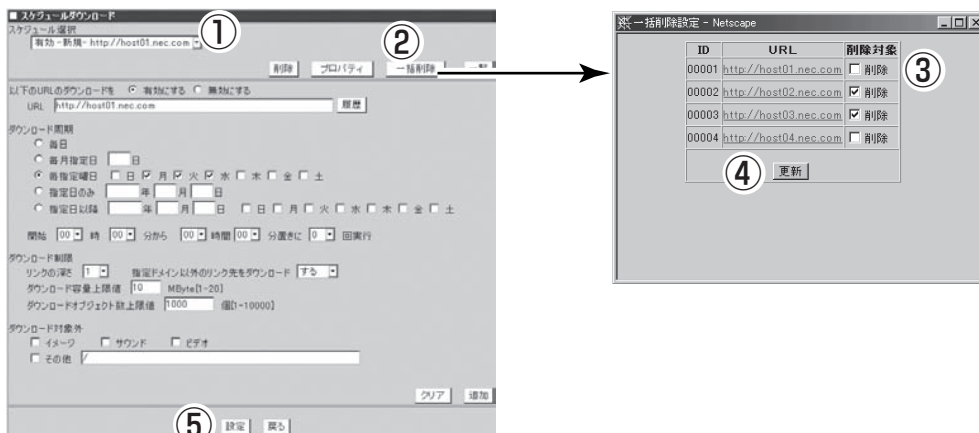 ■ スケジュールダウンロード
スケジュール選択
有効 -新規- http://host01.nec.com
①
②
削除 プロパティ 一括削除
以下のURLのダウンロードを 有効にする 無効にする
URL http://host01.nec.com 履歴
ダウンロード周期
毎日
毎月指定日 日
毎指定曜日 日 月 火 水 木 金 土
指定日のみ 年 月 日
指定日以降 年 月 日 日 月 火 水 木 金 土
開始 00 時 00 分から 00 時間 00 分置きに 0 回実行
ダウンロード制限
リンクの深さ 1 指定ドメイン以外のリンク先をダウンロード する
ダウンロード容量上限値 10 MByte[1-20]
ダウンロードオブジェクト数上限値 1000 個[1-10000]
ダウンロード対象外
イメージ サウンド ビデオ
その他 /
クリア 追加
⑤ 設定 戻る
一括削除設定 - Netscape
ID URL 削除対象
00001 http://host01.nec.com 削除 ③
00002 http://host02.nec.com 削除
00003 http://host03.nec.com 削除
00004 http://host04.nec.com 削除
④ 更新